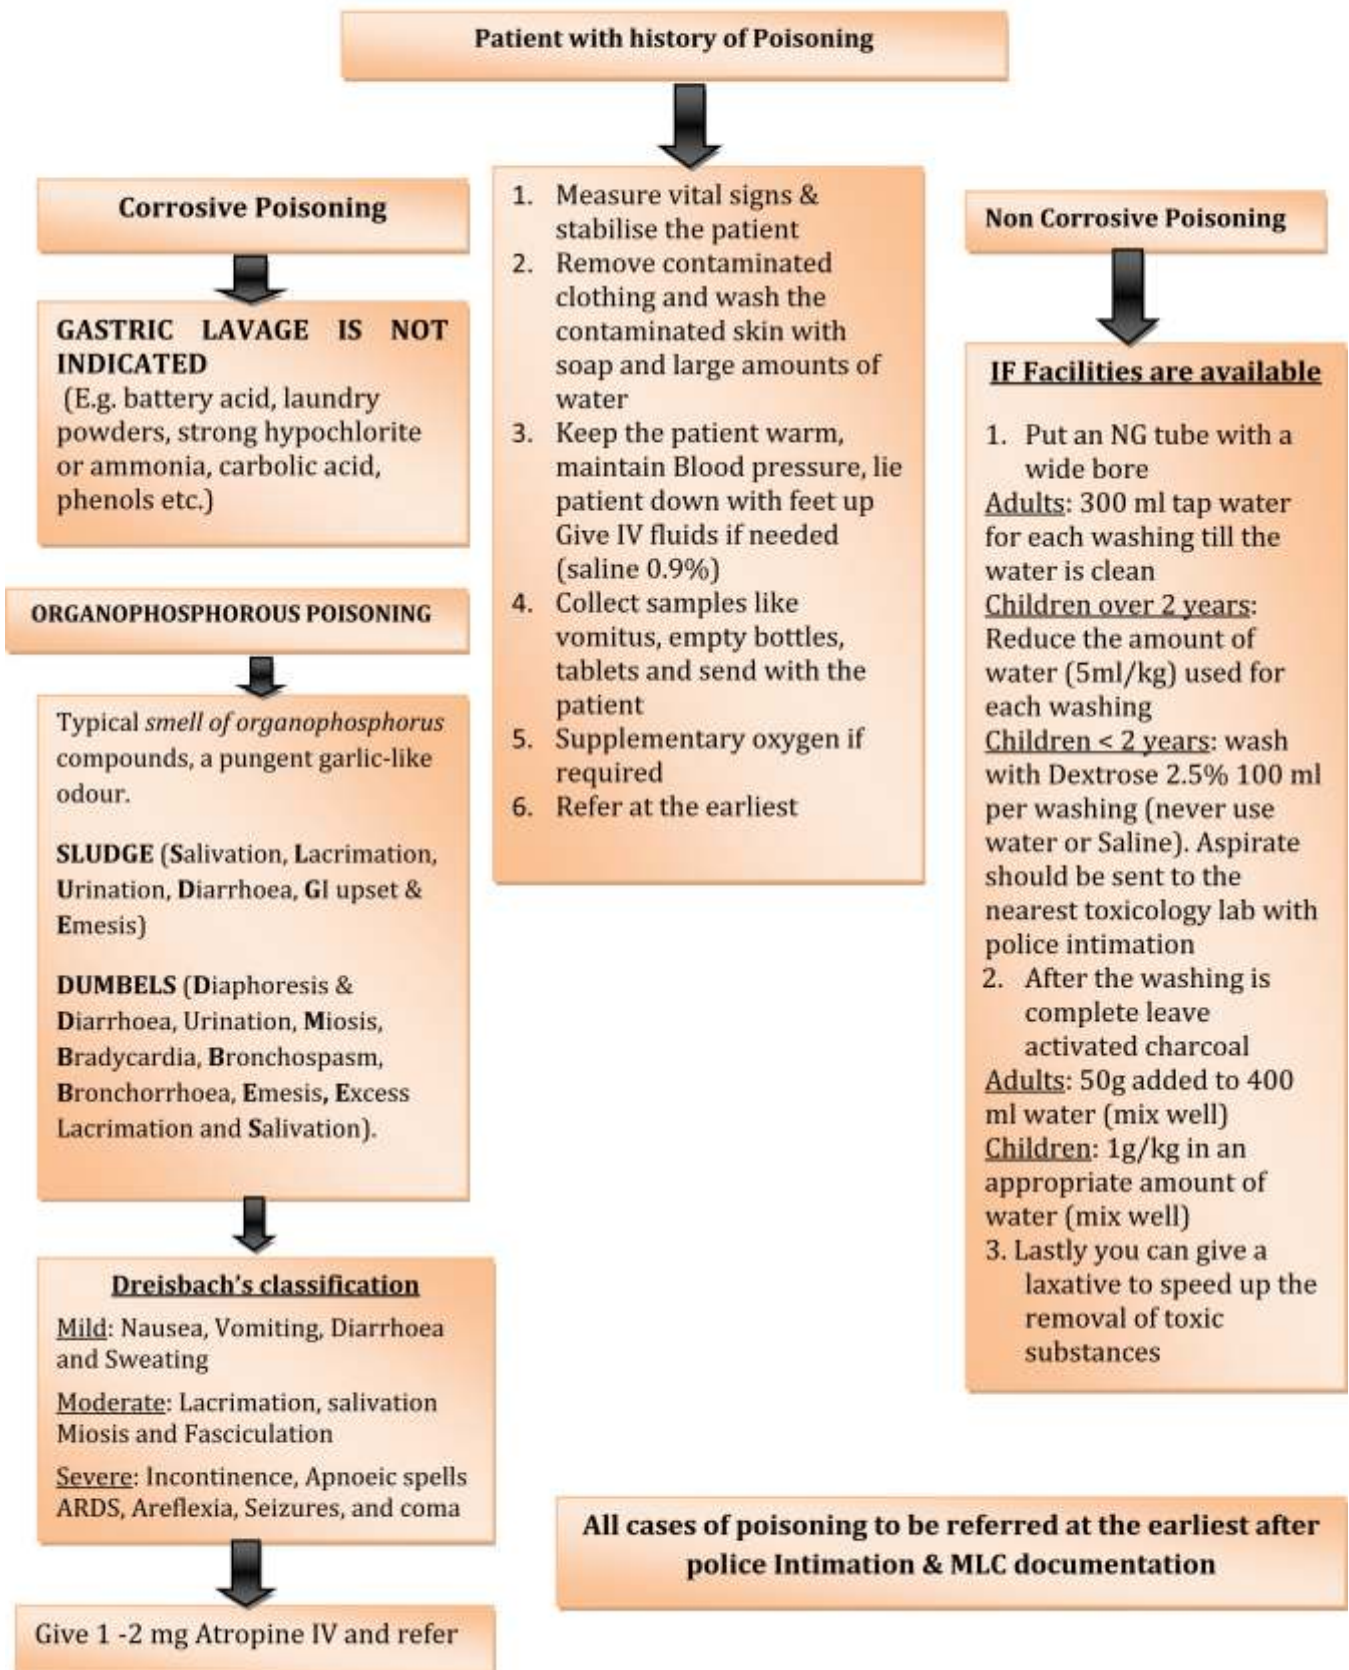 Patient with history of Poisoning
Corrosive Poisoning
GASTRIC LAVAGE IS NOT
INDICATED
(E.g. battery acid, laundry
powders, strong hypochlorite
or ammonia, carbolic acid,
phenols etc.)
ORGANOPHOSPHOROUS POISONING
Typical smell of organophosphorus
compounds, a pungent garlic-like
odour.
SLUDGE (Salivation, Lacrimation,
Urination, Diarrhoea, GI upset &
Emesis)
DUMBELS (Diaphoresis &
Diarrhoea, Urination, Miosis,
Bradycardia, Bronchospasm,
Bronchorrhoea, Emesis, Excess
Lacrimation and Salivation).
Dreisbach's classification
Mild: Nausea, Vomiting, Diarrhoea
and Sweating
Moderate: Lacrimation, salivation
Miosis and Fasciculation
Severe: Incontinence, Apnoeic spells
ARDS, Areflexia, Seizures, and coma
Give 1 -2 mg Atropine IV and refer
1. Measure vital signs &
stabilise the patient
2. Remove contaminated
clothing and wash the
contaminated skin with
soap and large amounts of
water
3. Keep the patient warm,
maintain Blood pressure, lie
patient down with feet up
Give IV fluids if needed
(saline 0.9%)
4. Collect samples like
vomitus, empty bottles,
tablets and send with the
patient
5. Supplementary oxygen if
required
6. Refer at the earliest
Non Corrosive Poisoning
IF Facilities are available
1. Put an NG tube with a
wide bore
Adults: 300 ml tap water
for each washing till the
water is clean
Children over 2 years:
Reduce the amount of
water (5ml/kg) used for
each washing
Children < 2 years: wash
with Dextrose 2.5% 100 ml
per washing (never use
water or Saline). Aspirate
should be sent to the
nearest toxicology lab with
police intimation
2. After the washing is
complete leave
activated charcoal
Adults: 50g added to 400
ml water (mix well)
Children: 1g/kg in an
appropriate amount of
water (mix well)
3. Lastly you can give a
laxative to speed up the
removal of toxic
substances
All cases of poisoning to be referred at the earliest after
police Intimation & MLC documentation